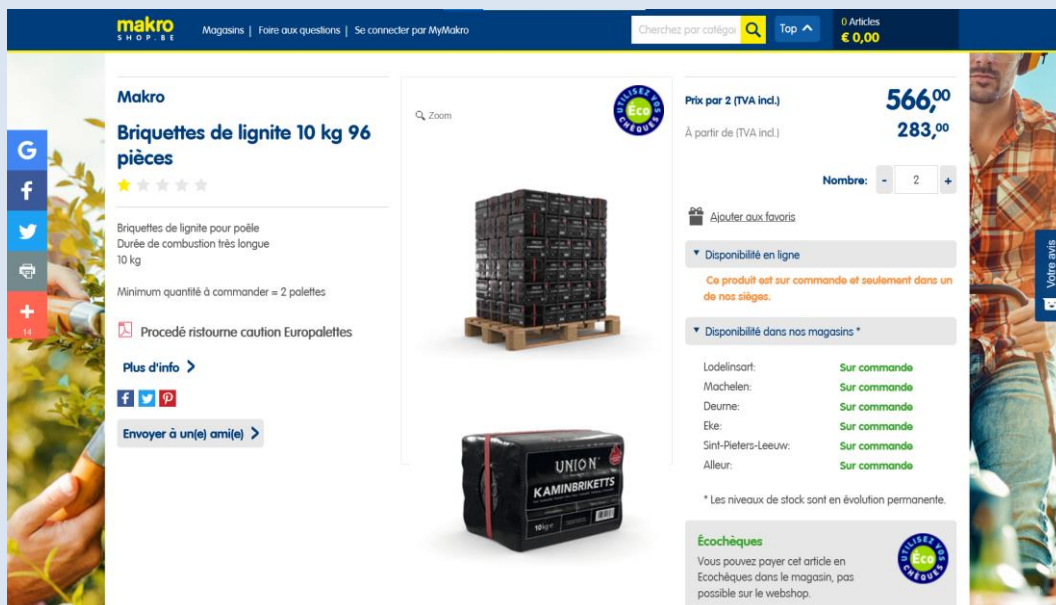 makro
SHOP.BE
Magasins | Foire aux questions | Se connecter par MyMakro
Cherchez par catégor
Top
0 Articles
€ 0,00
Makro
Briquettes de lignite 10 kg 96
pièces
Briquettes de lignite pour poêle
Durée de combustion très longue
10 kg
Minimum quantité à commander = 2 palettes
Procedé ristourne caution Europalettes
Plus d'info
Envoyer à un(e) ami(e)
14
Zoom
UTILISEZ VOS
Éco
CHÈQUES
UNION
KAMINBRIKETTS
10kg e
Prix par 2 (TVA incl.)
566,00
À partir de (TVA incl.)
283,00
Nombre: - 2 +
Ajouter aux favoris
Disponibilité en ligne
Ce produit est sur commande et seulement dans un
de nos sièges.
Disponibilité dans nos magasins *
Lodelinsart: Sur commande
Machelen: Sur commande
Deurne: Sur commande
Eke: Sur commande
Sint-Pieters-Leeuw: Sur commande
Alleur: Sur commande
* Les niveaux de stock sont en évolution permanente.
Écochèques
Vous pouvez payer cet article en
Ecochèques dans le magasin, pas
possible sur le webshop.
UTILISEZ VOS
Éco
CHÈQUES
Votre avis